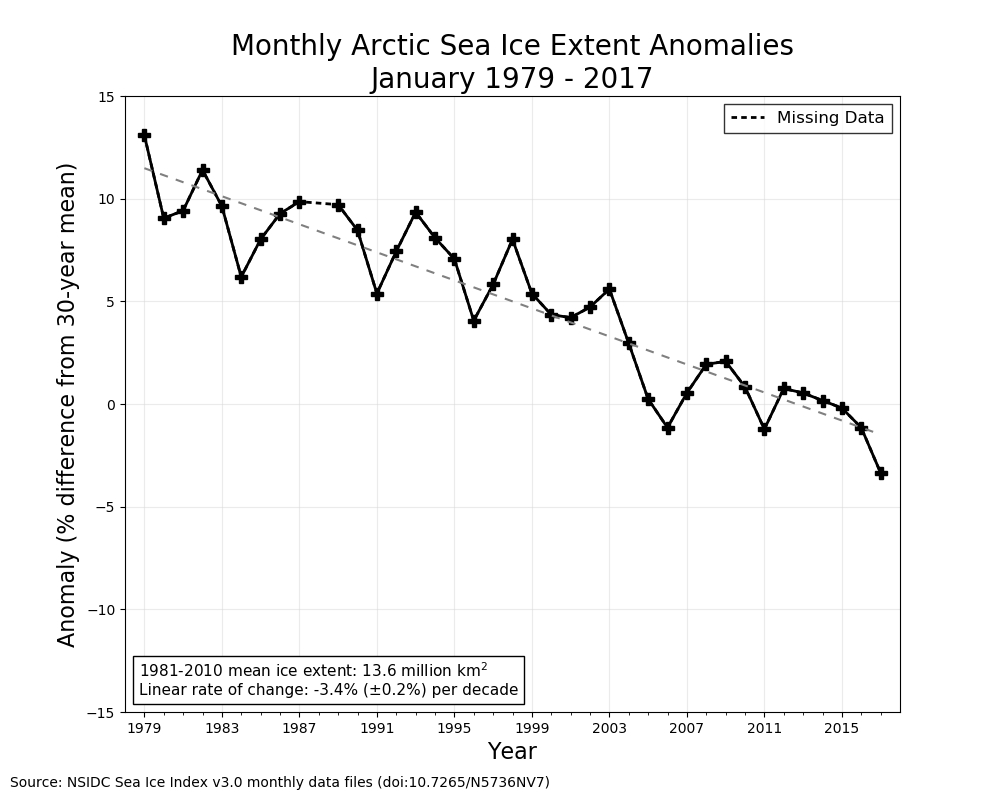 Monthly Arctic Sea Ice Extent Anomalies
January 1979 - 2017
Missing Data
Anomaly (% difference from 30-year mean)
15
10
5
0
−5
−10
−15
1981-2010 mean ice extent: 13.6 million km²
Linear rate of change: -3.4% (±0.2%) per decade
1979 1983 1987 1991 1995 1999 2003 2007 2011 2015
Year
Source: NSIDC Sea Ice Index v3.0 monthly data files (doi:10.7265/N5736NV7)